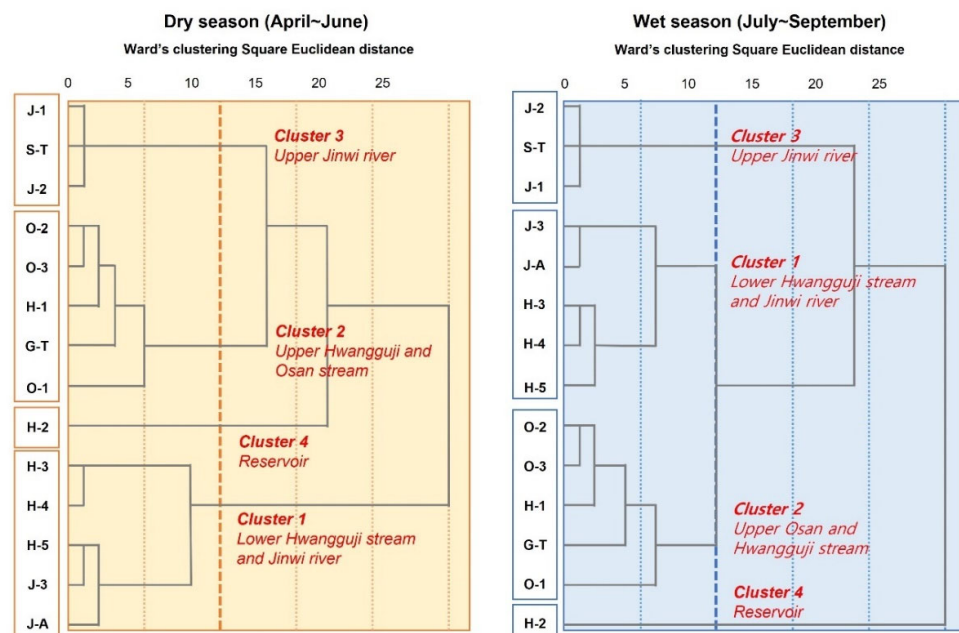 Dry season (April~June)
Ward's clustering Square Euclidean distance
0 5 10 15 20 25
J-1
S-T
J-2
O-2
O-3
H-1
G-T
O-1
H-2
H-3
H-4
H-5
J-3
J-A
Cluster 3
Upper Jinwi river
Cluster 2
Upper Hwangguji and
Osan stream
Cluster 4
Reservoir
Cluster 1
Lower Hwangguji stream
and Jinwi river
Wet season (July~September)
Ward's clustering Square Euclidean distance
0 5 10 15 20 25
J-2
S-T
J-1
J-3
J-A
H-3
H-4
H-5
O-2
O-3
H-1
G-T
O-1
H-2
Cluster 3
Upper Jinwi river
Cluster 1
Lower Hwangguji stream
and Jinwi river
Cluster 2
Upper Osan and
Hwangguji stream
Cluster 4
Reservoir